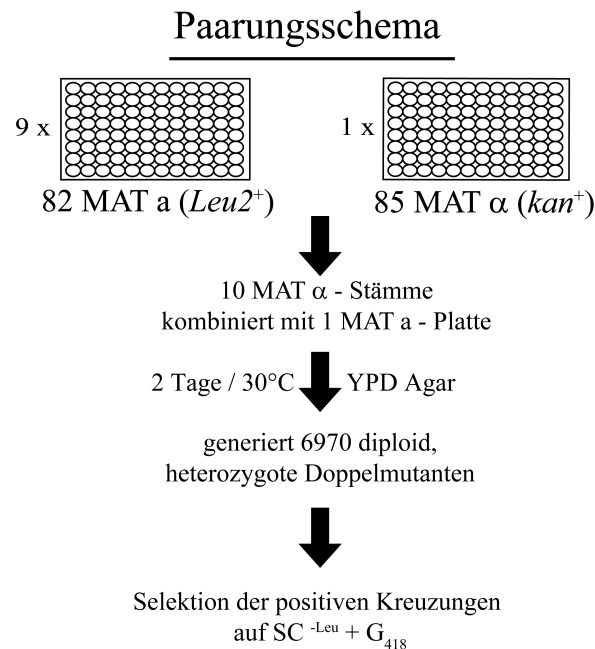 Paarungsschema
9 x
1 x
82 MAT a (Leu2⁺)
85 MAT α (kan⁺)
10 MAT α - Stämme
kombiniert mit 1 MAT a - Platte
2 Tage / 30°C YPD Agar
generiert 6970 diploid,
heterozygote Doppelmutanten
Selektion der positiven Kreuzungen
auf SC ⁻ᴸᵉᵘ + G₄₁₈